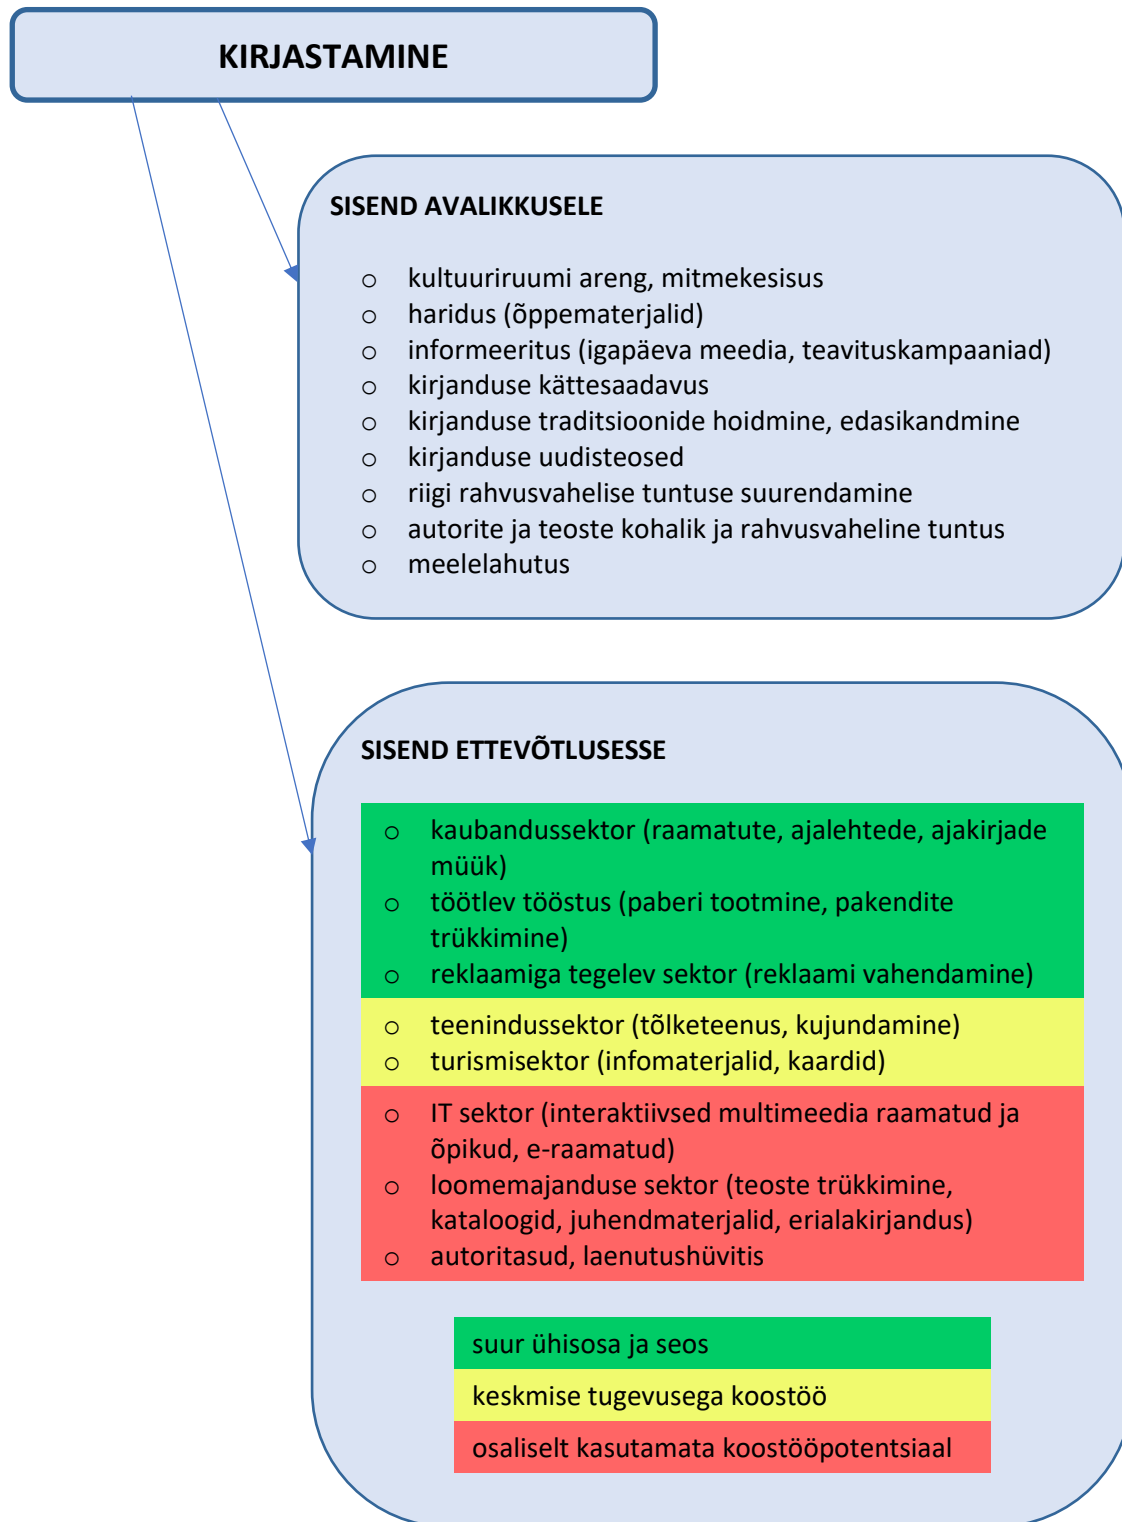 KIRJASTAMINE
SISEND AVALIKKUSELE
o kultuuriruumi areng, mitmekesisus
o haridus (õppematerjalid)
o informeeritus (igapäeva meedia, teavituskampaaniad)
o kirjanduse kättesaadavus
o kirjanduse traditsioonide hoidmine, edasikandmine
o kirjanduse uudisteosed
o riigi rahvusvahelise tuntuse suurendamine
o autorite ja teoste kohalik ja rahvusvaheline tuntus
o meelelahutus
SISEND ETTEVÕTLUSESSE
o kaubandussektor (raamatute, ajalehtede, ajakirjade
müük)
o töötlev tööstus (paberi tootmine, pakendite
trükkimine)
o reklaamiga tegelev sektor (reklaami vahendamine)
o teenindussektor (tõlketeenus, kujundamine)
o turismisektor (infomaterjalid, kaardid)
o IT sektor (interaktiivsed multimeedia raamatud ja
õpikud, e-raamatud)
o loomemajanduse sektor (teoste trükkimine,
kataloogid, juhendmaterjalid, erialakirjandus)
o autoritasud, laenutushüvitis
suur ühisosa ja seos
keskmise tugevusega koostöö
osaliselt kasutamata koostööpotentsiaal